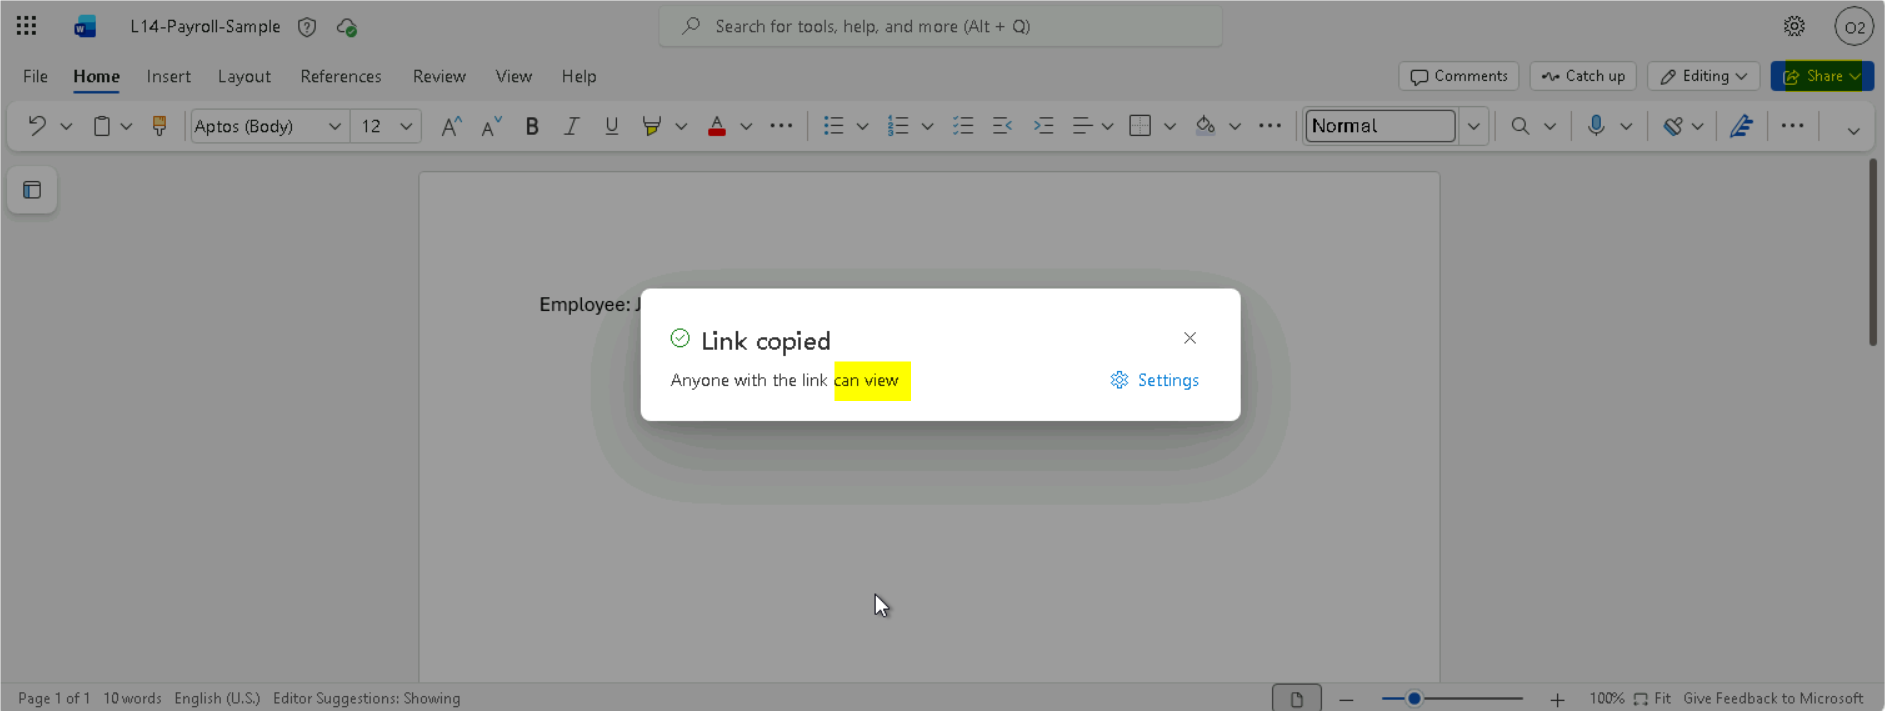 L14-Payroll-Sample
Search for tools, help, and more (Alt + Q)
O2
File Home Insert Layout References Review View Help
Comments Catch up Editing Share
Aptos (Body) 12 B I U A Normal
Employee: J
Link copied
Anyone with the link can view
Settings
Page 1 of 1 10 words English (U.S.) Editor Suggestions: Showing 100% Fit Give Feedback to Microsoft